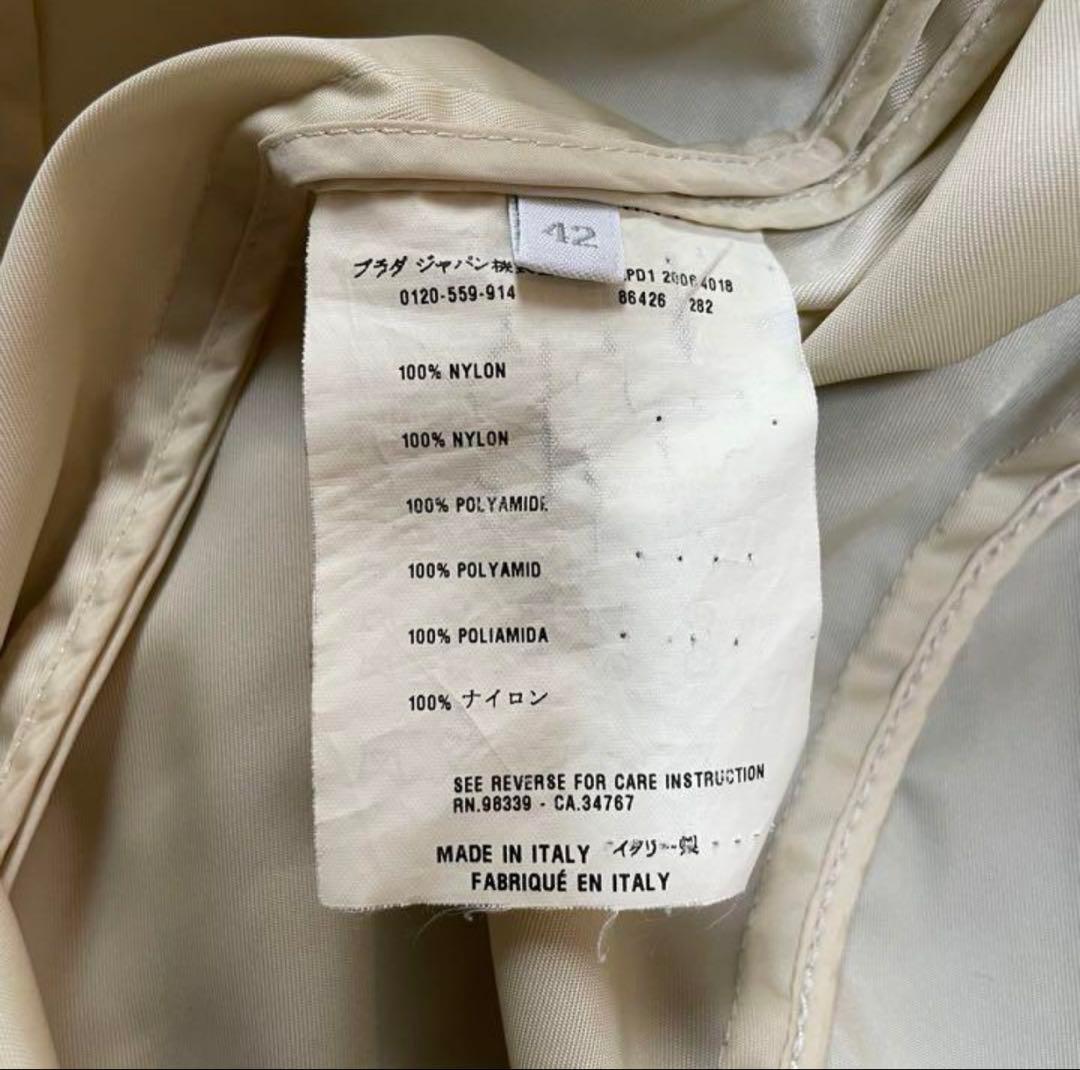 42
プラダ ジャパン
0120-559-914
PD1 2006 4018
86426 282
100% NYLON
100% NYLON
100% POLYAMIDE
100% POLYAMID
100% POLIAMIDA
100% ナイロン
SEE REVERSE FOR CARE INSTRUCTION
RN.98339 - CA.34767
MADE IN ITALY イタリー製
FABRIQUÉ EN ITALY